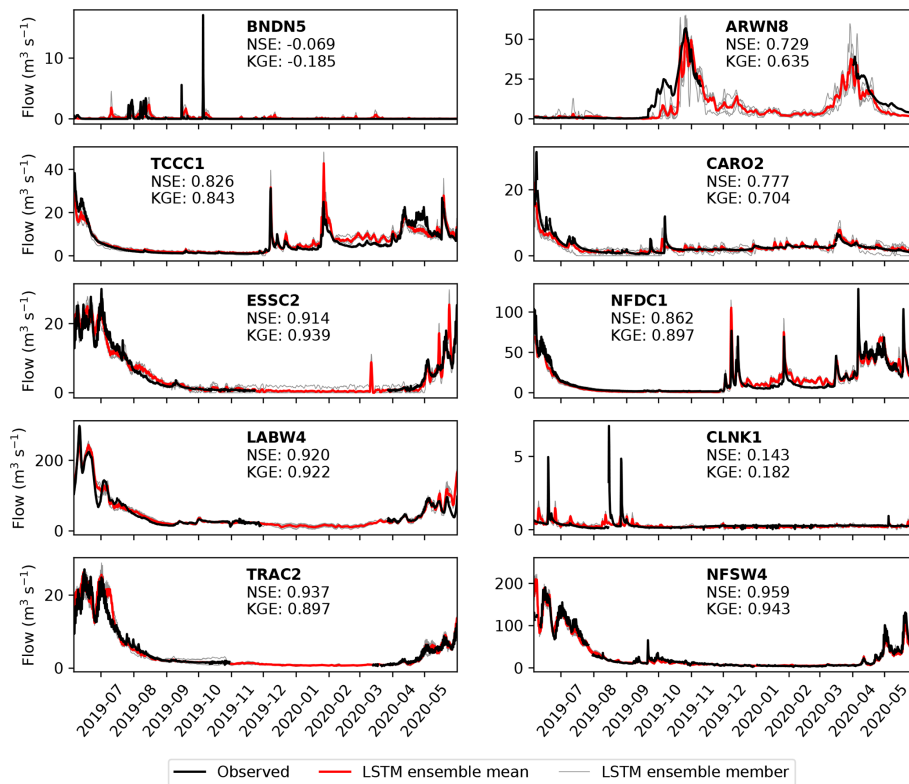 BNDN5
NSE: -0.069
KGE: -0.185
Flow (m³ s⁻¹)
10
0
ARWN8
NSE: 0.729
KGE: 0.635
50
25
0
TCCC1
NSE: 0.826
KGE: 0.843
Flow (m³ s⁻¹)
40
20
0
CARO2
NSE: 0.777
KGE: 0.704
20
0
ESSC2
NSE: 0.914
KGE: 0.939
Flow (m³ s⁻¹)
20
0
NFDC1
NSE: 0.862
KGE: 0.897
100
50
0
LABW4
NSE: 0.920
KGE: 0.922
Flow (m³ s⁻¹)
200
0
CLNK1
NSE: 0.143
KGE: 0.182
5
0
TRAC2
NSE: 0.937
KGE: 0.897
Flow (m³ s⁻¹)
20
0
NFSW4
NSE: 0.959
KGE: 0.943
200
100
0
2019-07
2019-08
2019-09
2019-10
2019-11
2019-12
2020-01
2020-02
2020-03
2020-04
2020-05
2019-07
2019-08
2019-09
2019-10
2019-11
2019-12
2020-01
2020-02
2020-03
2020-04
2020-05
Observed LSTM ensemble mean LSTM ensemble member